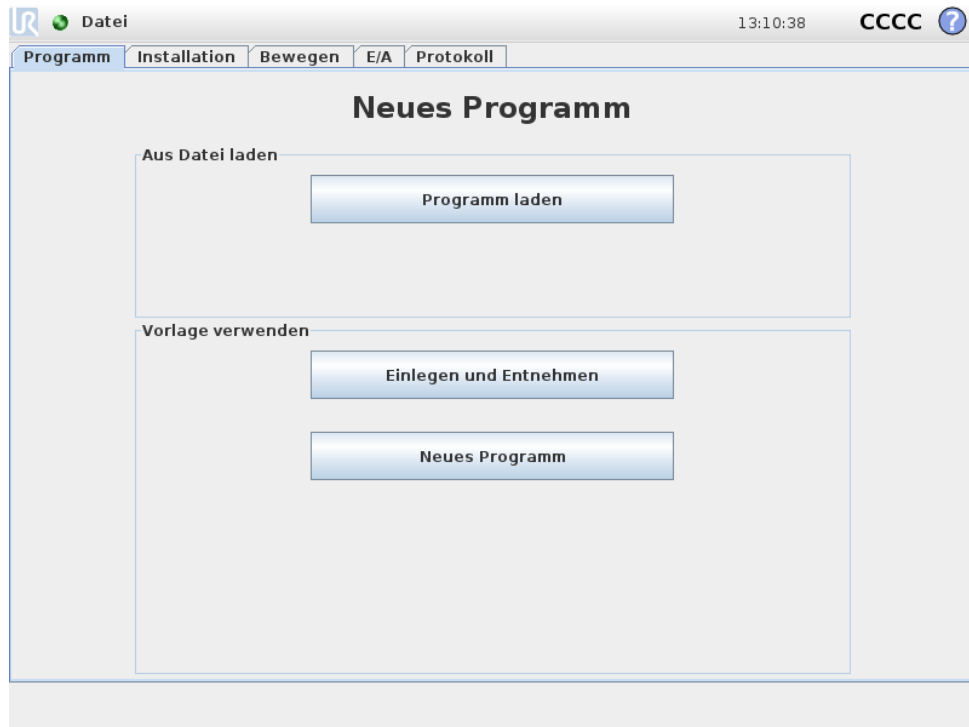 UR Datei 13:10:38 CCCC ?
Programm Installation Bewegen E/A Protokoll
Neues Programm
Aus Datei laden
Programm laden
Vorlage verwenden
Einlegen und Entnehmen
Neues Programm